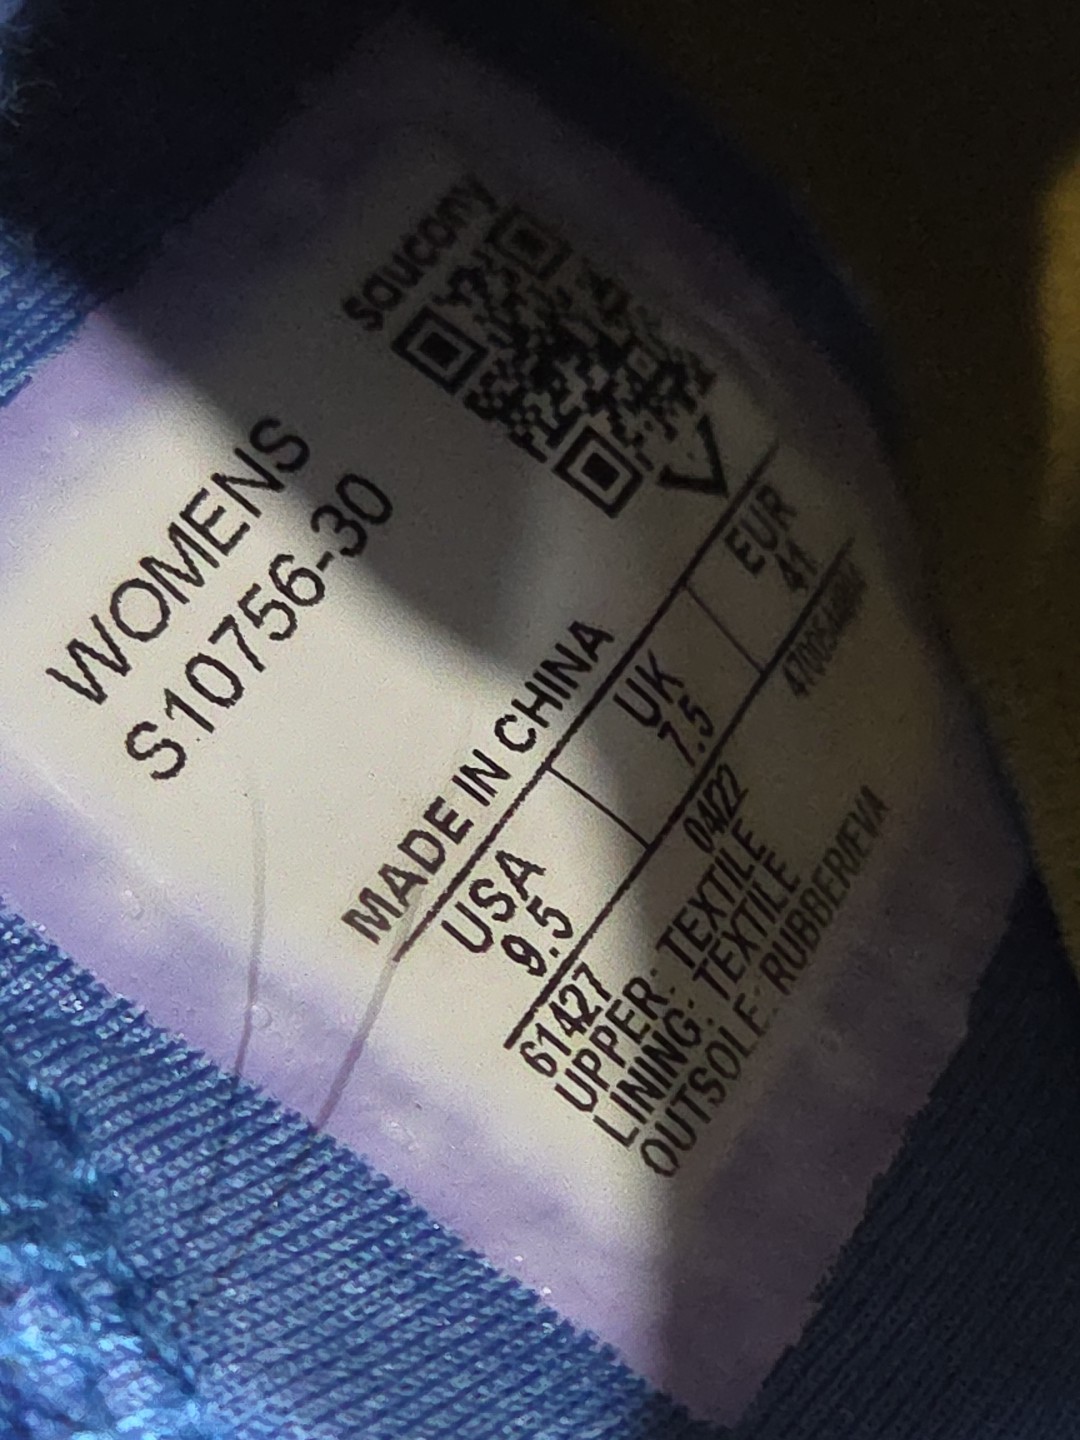 saucony
WOMENS
S10756-30
MADE IN CHINA
USA UK EUR
9.5 7.5 41
61427 04/22
UPPER: TEXTILE
LINING: TEXTILE
OUTSOLE: RUBBER/EVA